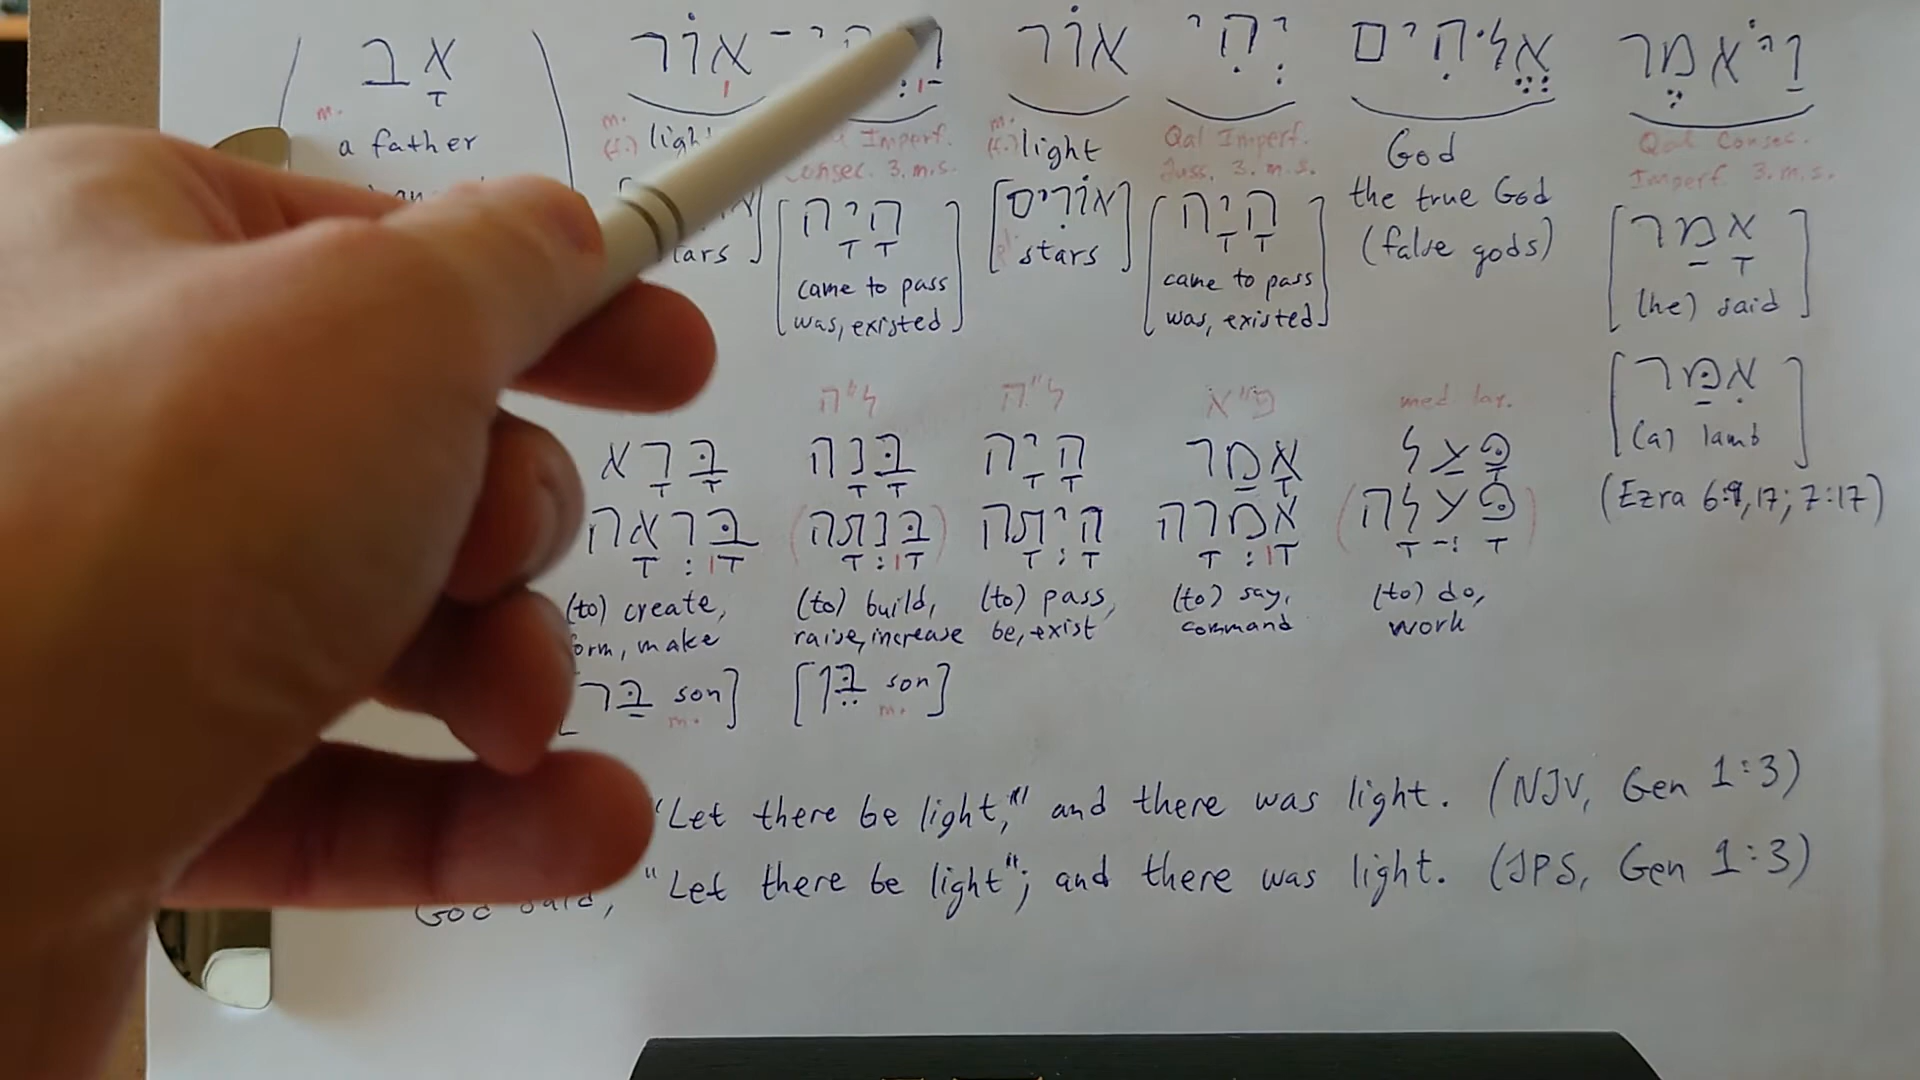 וַיֹּאמֶר אֱלֹהִים יְהִי אוֹר אוֹר אָב
Qal Consec. Imperf. 3. m. s.
God
the true God
(false gods)
Qal Imperf. Juss. 3. m. s.
m. (f.) light
Imperf. Consec. 3. m. s.
m. (f.)
m. a father
[אָמַר (he) said]
[הָיָה came to pass was, existed]
[אוֹרִים stars]
[הָיָה came to pass was, existed]
[אִמַּר (a) lamb]
(Ezra 6:9,17; 7:17)
med lar. פ״א ל״ה ל״ה
פָּעַל אָמַר הָיָה בָּנָה בָּרָא
(פָּעֲלָה) אָמְרָה הָיְתָה (בָּנְתָה) בָּרְאָה
(to) do, work
(to) say, command
(to) pass, be, exist
(to) build, raise, increase
(to) create, make
[בֵּן son] m.
[בַּר son] m.
"Let there be light," and there was light. (NJV, Gen 1:3)
God said, "Let there be light"; and there was light. (JPS, Gen 1:3)